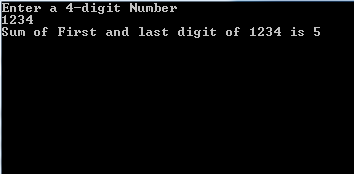 Enter a 4-digit Number
1234
Sum of First and last digit of 1234 is 5